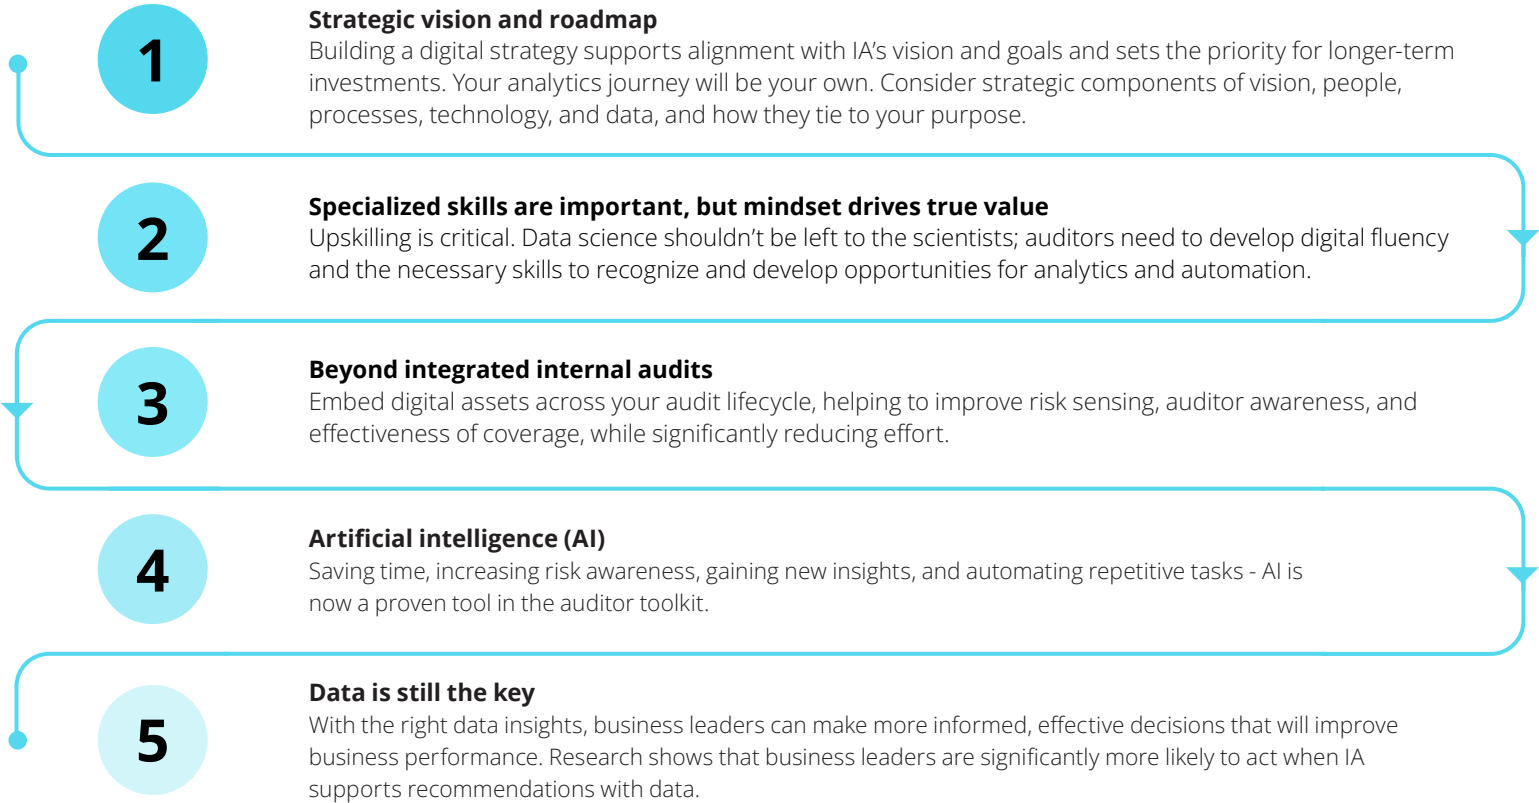 1
Strategic vision and roadmap
Building a digital strategy supports alignment with IA’s vision and goals and sets the priority for longer-term
investments. Your analytics journey will be your own. Consider strategic components of vision, people,
processes, technology, and data, and how they tie to your purpose.
2
Specialized skills are important, but mindset drives true value
Upskilling is critical. Data science shouldn’t be left to the scientists; auditors need to develop digital fluency
and the necessary skills to recognize and develop opportunities for analytics and automation.
3
Beyond integrated internal audits
Embed digital assets across your audit lifecycle, helping to improve risk sensing, auditor awareness, and
effectiveness of coverage, while significantly reducing effort.
4
Artificial intelligence (AI)
Saving time, increasing risk awareness, gaining new insights, and automating repetitive tasks - AI is
now a proven tool in the auditor toolkit.
5
Data is still the key
With the right data insights, business leaders can make more informed, effective decisions that will improve
business performance. Research shows that business leaders are significantly more likely to act when IA
supports recommendations with data.